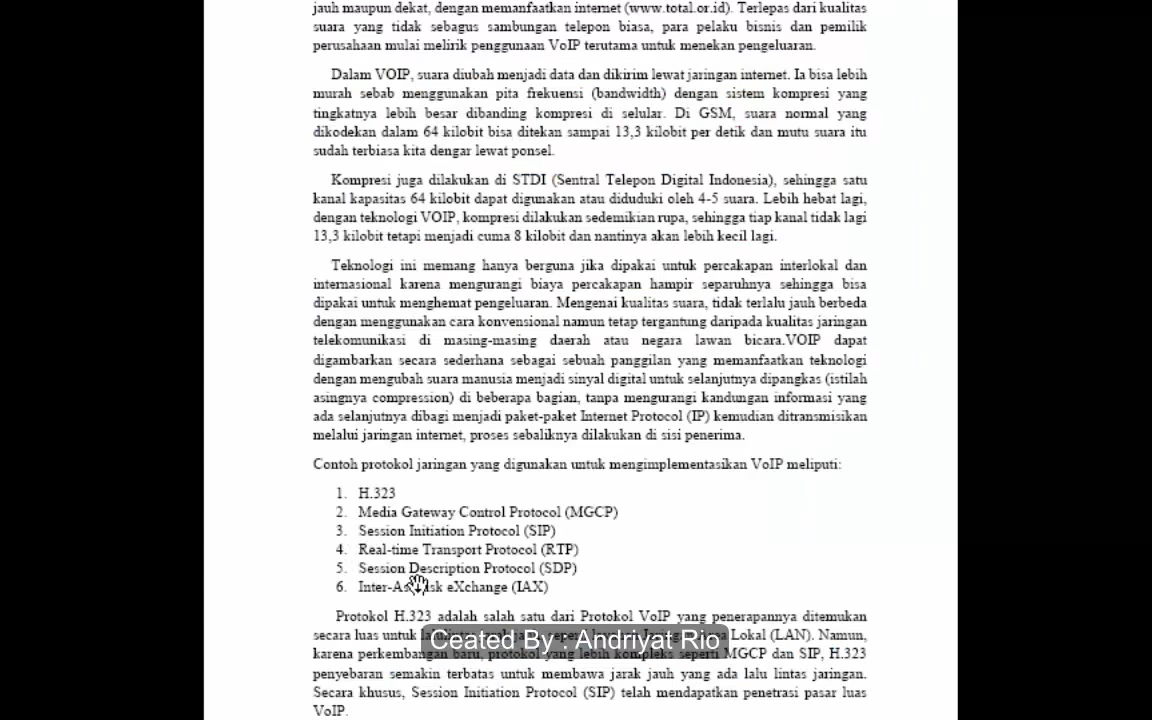 jauh maupun dekat, dengan memanfaatkan internet (www.total.or.id). Terlepas dari kualitas
suara yang tidak sebagus sambungan telepon biasa, para pelaku bisnis dan pemilik
perusahaan mulai melirik penggunaan VoIP terutama untuk menekan pengeluaran.
Dalam VOIP, suara diubah menjadi data dan dikirim lewat jaringan internet. Ia bisa lebih
murah sebab menggunakan pita frekuensi (bandwidth) dengan sistem kompresi yang
tingkatnya lebih besar dibanding kompresi di selular. Di GSM, suara normal yang
dikodekan dalam 64 kilobit bisa ditekan sampai 13,3 kilobit per detik dan mutu suara itu
sudah terbiasa kita dengar lewat ponsel.
Kompresi juga dilakukan di STDI (Sentral Telepon Digital Indonesia), sehingga satu
kanal kapasitas 64 kilobit dapat digunakan atau diduduki oleh 4-5 suara. Lebih hebat lagi,
dengan teknologi VOIP, kompresi dilakukan sedemikian rupa, sehingga tiap kanal tidak lagi
13,3 kilobit tetapi menjadi cuma 8 kilobit dan nantinya akan lebih kecil lagi.
Teknologi ini memang hanya berguna jika dipakai untuk percakapan interlokal dan
internasional karena mengurangi biaya percakapan hampir separuhnya sehingga bisa
dipakai untuk menghemat pengeluaran. Mengenai kualitas suara, tidak terlalu jauh berbeda
dengan menggunakan cara konvensional namun tetap tergantung daripada kualitas jaringan
telekomunikasi di masing-masing daerah atau negara lawan bicara.VOIP dapat
digambarkan secara sederhana sebagai sebuah panggilan yang memanfaatkan teknologi
dengan mengubah suara manusia menjadi sinyal digital untuk selanjutnya dipangkas (istilah
asingnya compression) di beberapa bagian, tanpa mengurangi kandungan informasi yang
ada selanjutnya dibagi menjadi paket-paket Internet Protocol (IP) kemudian ditransmisikan
melalui jaringan internet, proses sebaliknya dilakukan di sisi penerima.
Contoh protokol jaringan yang digunakan untuk mengimplementasikan VoIP meliputi:
1. H.323
2. Media Gateway Control Protocol (MGCP)
3. Session Initiation Protocol (SIP)
4. Real-time Transport Protocol (RTP)
5. Session Description Protocol (SDP)
6. eXchange (IAX)
Protokol H.323 adalah salah satu dari Protokol VoIP yang penerapannya ditemukan
secara luas untuk Lokal (LAN). Namun,
Ceated By : Andriyat Rio
karena perkembangan baru, protokol yang lebih kompleks seperti MGCP dan SIP, H.323
penyebaran semakin terbatas untuk membawa jarak jauh yang ada lalu lintas jaringan.
Secara khusus, Session Initiation Protocol (SIP) telah mendapatkan penetrasi pasar luas
VoIP.